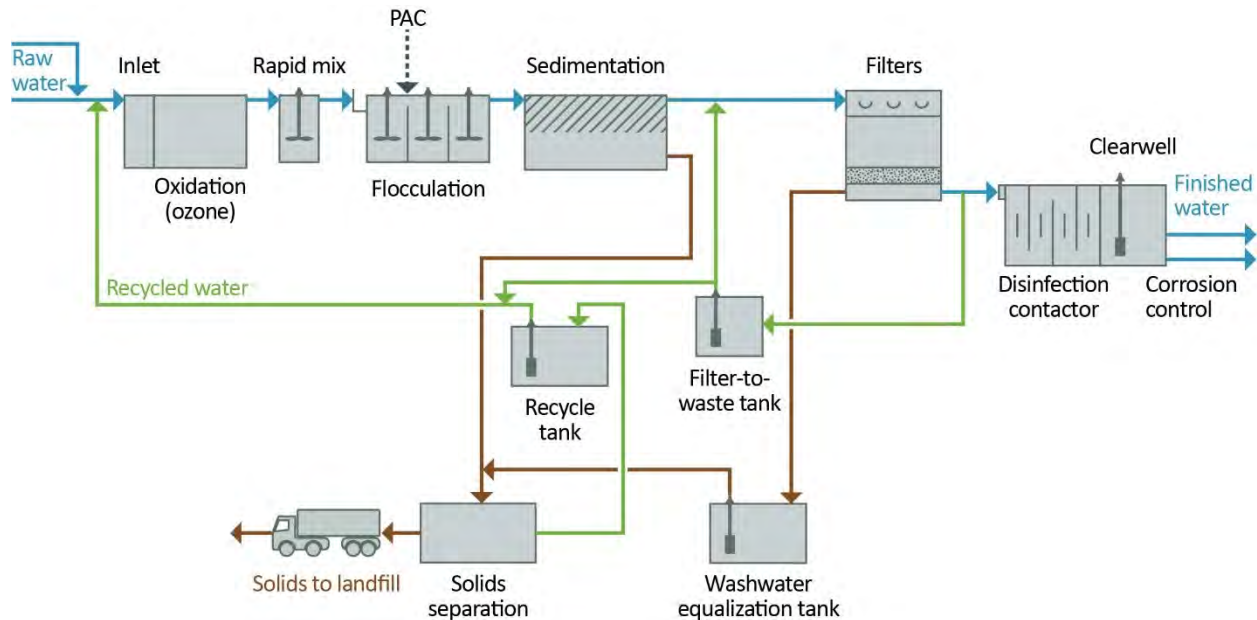 PAC
Raw
water
Inlet
Rapid mix
Sedimentation
Filters
Oxidation
(ozone)
Flocculation
Clearwell
Finished
water
Disinfection
contactor
Corrosion
control
Recycled water
Recycle
tank
Filter-to-
waste tank
Solids to landfill
Solids
separation
Washwater
equalization tank